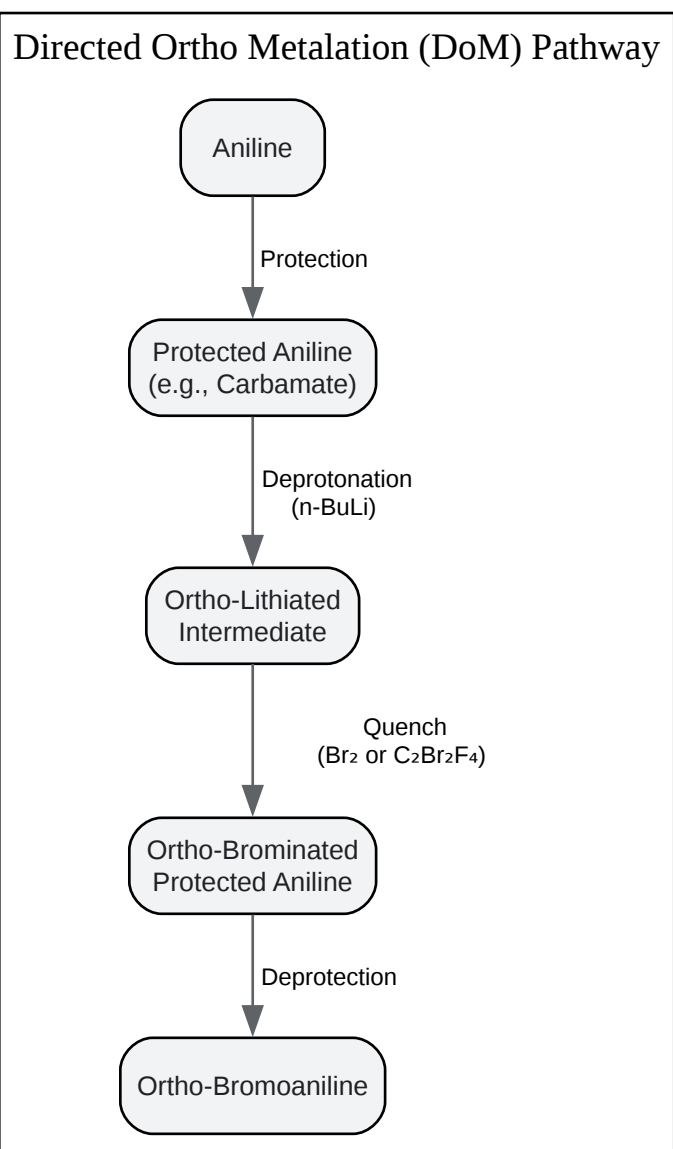 Directed Ortho Metalation (DoM) Pathway
Aniline
Protection
Protected Aniline
(e.g., Carbamate)
Deprotonation
(n-BuLi)
Ortho-Lithiated
Intermediate
Quench
(Br₂ or C₂Br₂F₄)
Ortho-Brominated
Protected Aniline
Deprotection
Ortho-Bromoaniline